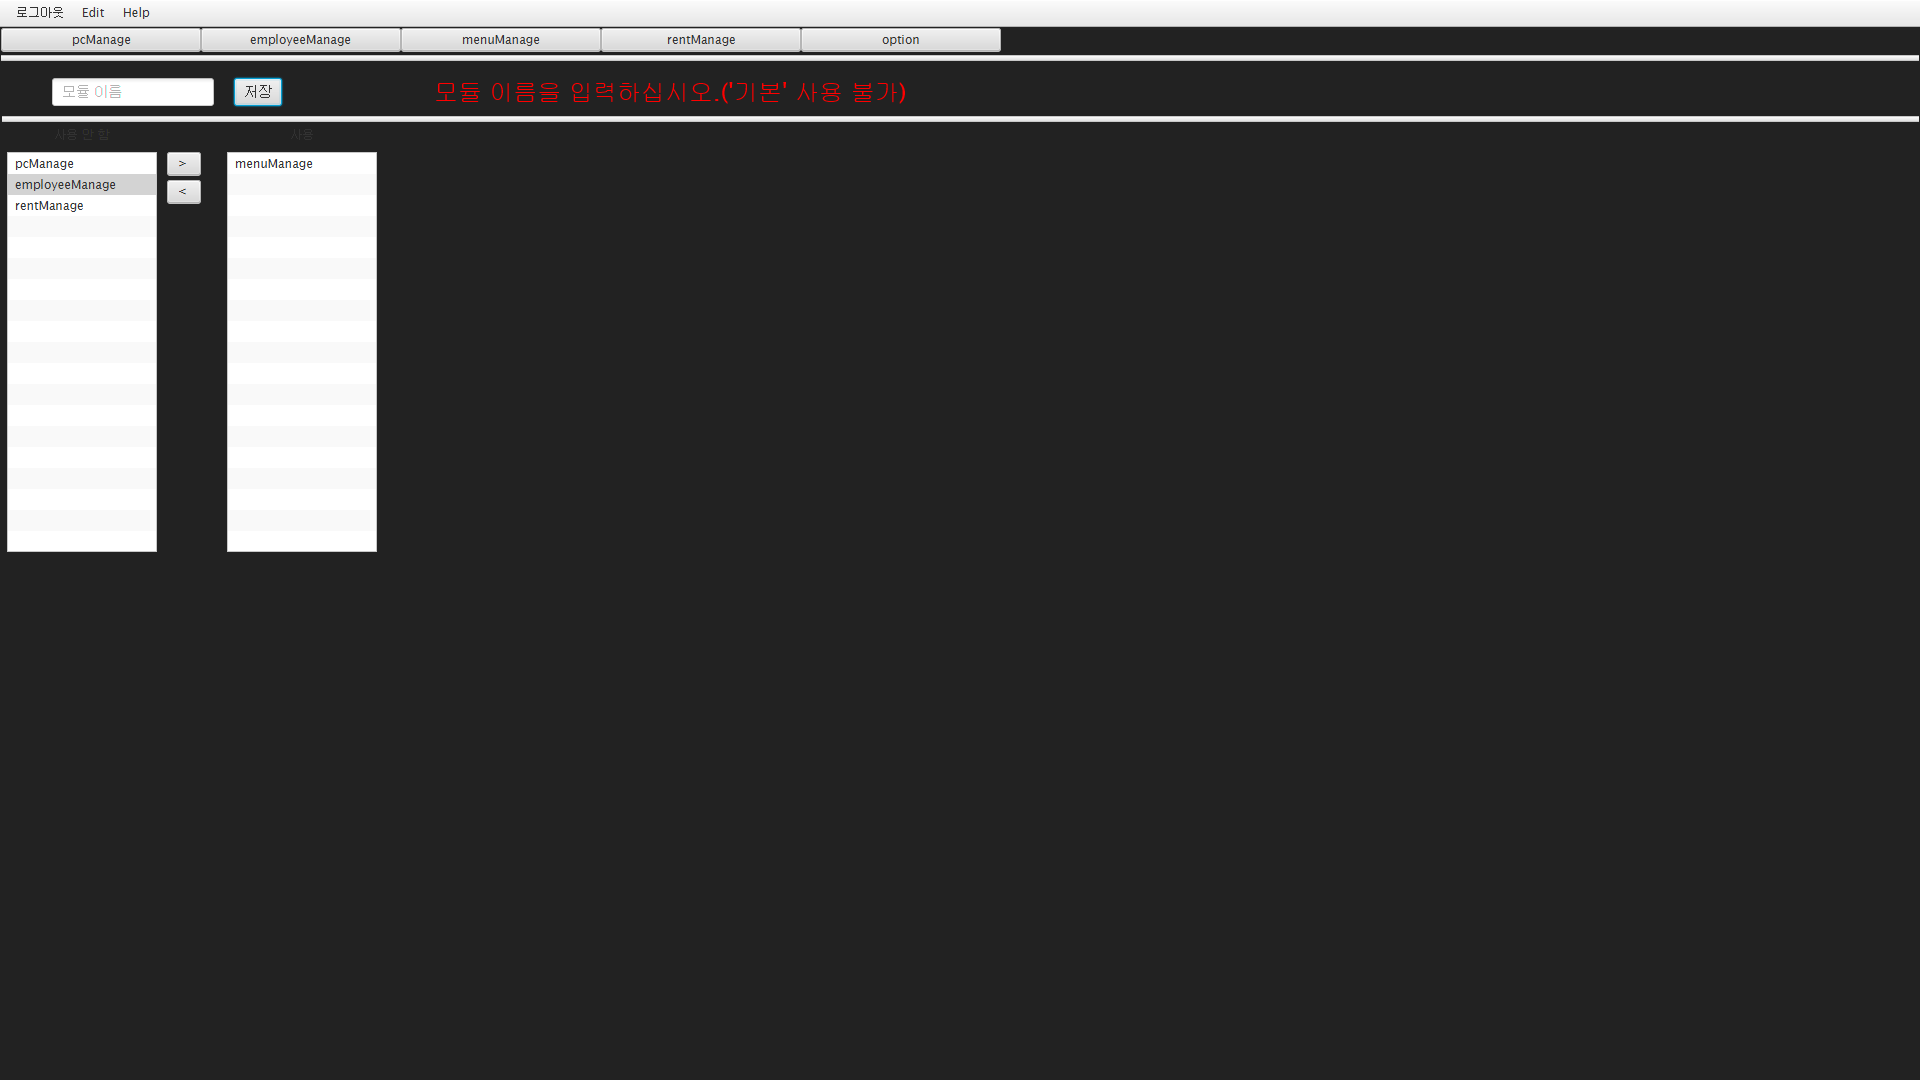 로그아웃 Edit Help
pcManage employeeManage menuManage rentManage option
모듈 이름 저장 모듈 이름을 입력하십시오.('기본' 사용 불가)
사용 안 함 사용
pcManage > menuManage
employeeManage <
rentManage